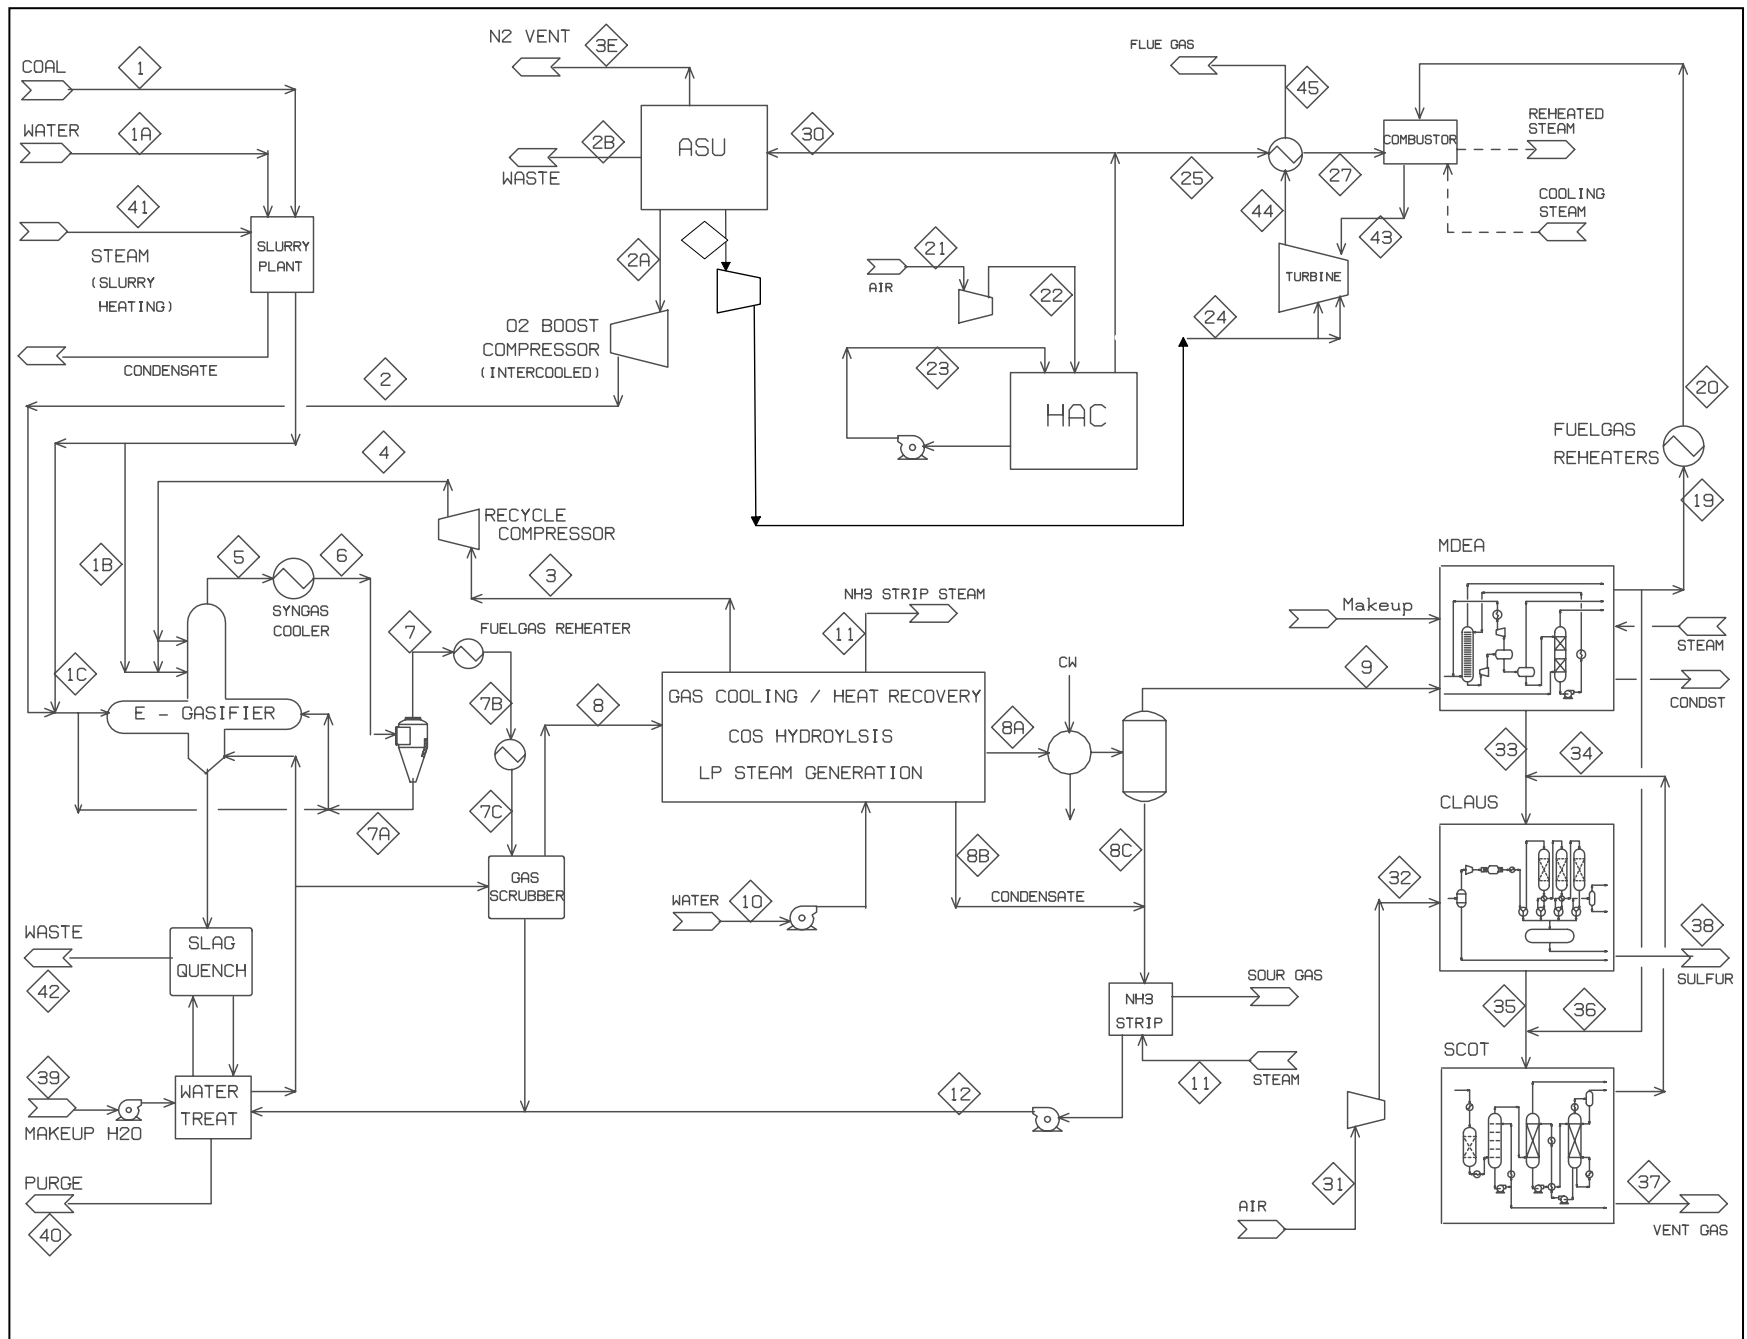 N2 VENT
3E
FLUE GAS
COAL
1
45
WATER
1A
2B
WASTE
ASU
30
25
27
COMBUSTOR
REHEATED
STEAM
COOLING
STEAM
41
STEAM
(SLURRY
HEATING)
SLURRY
PLANT
2A
21
AIR
22
44
43
TURBINE
24
O2 BOOST
COMPRESSOR
(INTERCOOLED)
CONDENSATE
2
23
HAC
20
FUELGAS
REHEATERS
19
4
RECYCLE
COMPRESSOR
1B
5
6
SYNGAS
COOLER
3
NH3 STRIP STEAM
11
MDEA
Makeup
STEAM
CONDST
7
FUELGAS REHEATER
1C
E - GASIFIER
7B
7C
7A
8
GAS COOLING / HEAT RECOVERY
COS HYDROYLSIS
LP STEAM GENERATION
8A
CW
9
33
34
CLAUS
8B
8C
32
GAS
SCRUBBER
WATER
10
CONDENSATE
38
SULFUR
WASTE
42
SLAG
QUENCH
NH3
STRIP
SOUR GAS
STEAM
11
35
36
SCOT
39
MAKEUP H2O
WATER
TREAT
12
PURGE
40
31
AIR
37
VENT GAS